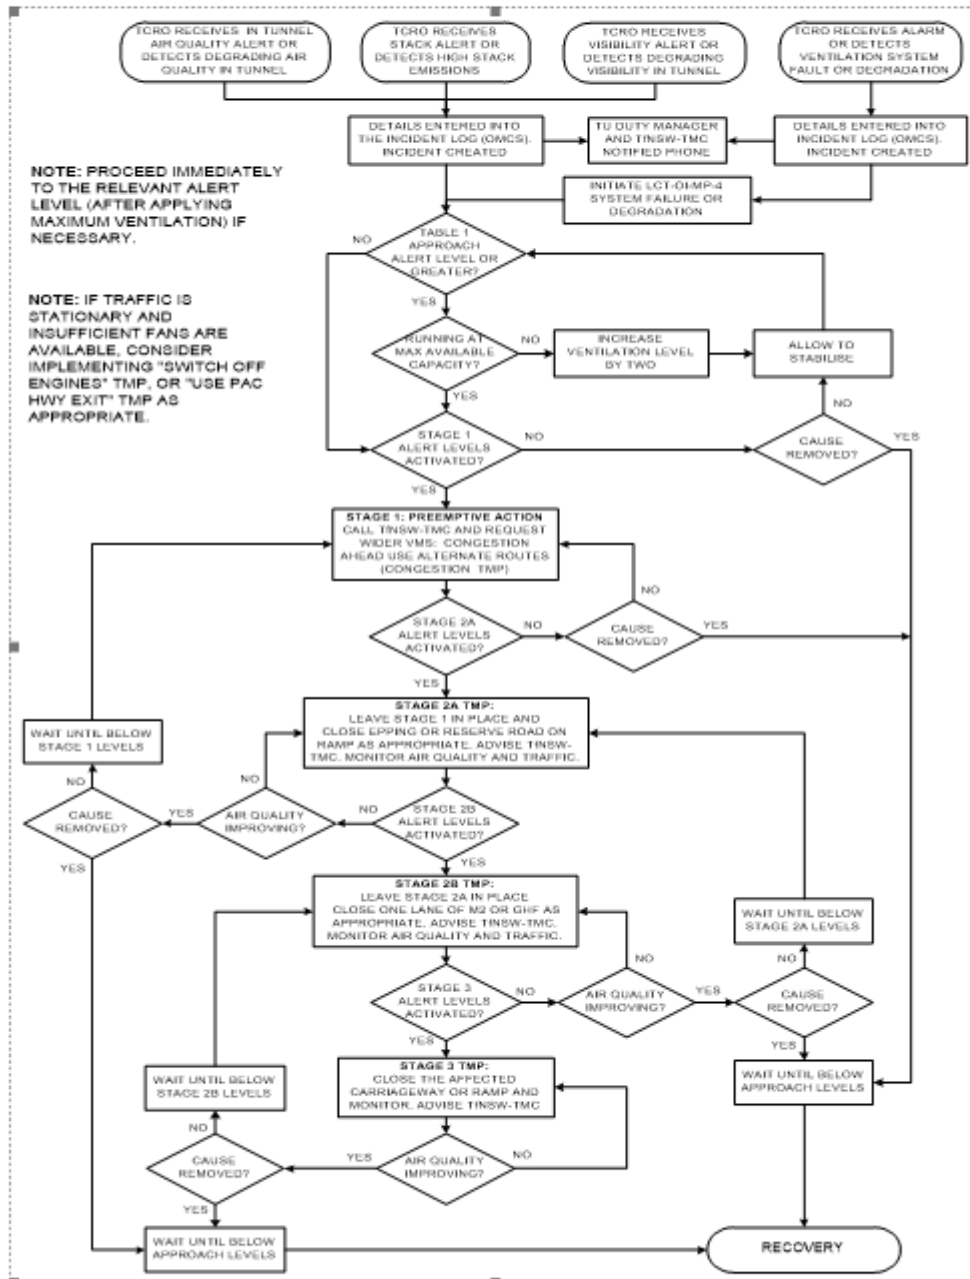 TCRO RECEIVES IN TUNNEL
AIR QUALITY ALERT OR
DETECTS DEGRADING AIR
QUALITY IN TUNNEL
TCRO RECEIVES
STACK ALERT OR
DETECTS HIGH STACK
EMISSIONS
TCRO RECEIVES
VISIBILITY ALERT OR
DETECTS DEGRADING
VISIBILITY IN TUNNEL
TCRO RECEIVES ALARM
OR DETECTS
VENTILATION SYSTEM
FAULT OR DEGRADATION
DETAILS ENTERED INTO
THE INCIDENT LOG (OMCS).
INCIDENT CREATED
TU DUTY MANAGER
AND TfNSW-TMC
NOTIFIED PHONE
DETAILS ENTERED INTO
INCIDENT LOG (OMCS).
INCIDENT CREATED
NOTE: PROCEED IMMEDIATELY
TO THE RELEVANT ALERT
LEVEL (AFTER APPLYING
MAXIMUM VENTILATION) IF
NECESSARY.
INITIATE LCT-OI-MP-4
SYSTEM FAILURE OR
DEGRADATION
NO
TABLE 1
APPROACH
ALERT LEVEL OR
GREATER?
YES
NOTE: IF TRAFFIC IS
STATIONARY AND
INSUFFICIENT FANS ARE
AVAILABLE, CONSIDER
IMPLEMENTING "SWITCH OFF
ENGINES" TMP, OR "USE PAC
HWY EXIT" TMP AS
APPROPRIATE.
RUNNING AT
MAX AVAILABLE
CAPACITY?
NO
INCREASE
VENTILATION LEVEL
BY TWO
ALLOW TO
STABILISE
YES
NO
STAGE 1
ALERT LEVELS
ACTIVATED?
NO
CAUSE
REMOVED?
YES
YES
STAGE 1: PREEMPTIVE ACTION
CALL TfNSW-TMC AND REQUEST
WIDER VMS: CONGESTION
AHEAD USE ALTERNATE ROUTES
(CONGESTION TMP)
NO
STAGE 2A
ALERT LEVELS
ACTIVATED?
NO
CAUSE
REMOVED?
YES
YES
STAGE 2A TMP:
LEAVE STAGE 1 IN PLACE AND
CLOSE EPPING OR RESERVE ROAD ON
RAMP AS APPROPRIATE. ADVISE TfNSW-
TMC. MONITOR AIR QUALITY AND TRAFFIC.
WAIT UNTIL BELOW
STAGE 1 LEVELS
NO
NO
CAUSE
REMOVED?
YES
AIR QUALITY
IMPROVING?
NO
STAGE 2B
ALERT LEVELS
ACTIVATED?
YES
YES
STAGE 2B TMP:
LEAVE STAGE 2A IN PLACE
CLOSE ONE LANE OF M2 OR GHF AS
APPROPRIATE. ADVISE TfNSW-TMC.
MONITOR AIR QUALITY AND TRAFFIC.
WAIT UNTIL BELOW
STAGE 2A LEVELS
NO
NO
STAGE 3
ALERT LEVELS
ACTIVATED?
NO
AIR QUALITY
IMPROVING?
YES
CAUSE
REMOVED?
YES
YES
STAGE 3 TMP:
CLOSE THE AFFECTED
CARRIAGEWAY OR RAMP AND
MONITOR. ADVISE TfNSW-TMC
WAIT UNTIL BELOW
STAGE 2B LEVELS
WAIT UNTIL BELOW
APPROACH LEVELS
NO
CAUSE
REMOVED?
YES
AIR QUALITY
IMPROVING?
NO
YES
WAIT UNTIL BELOW
APPROACH LEVELS
RECOVERY